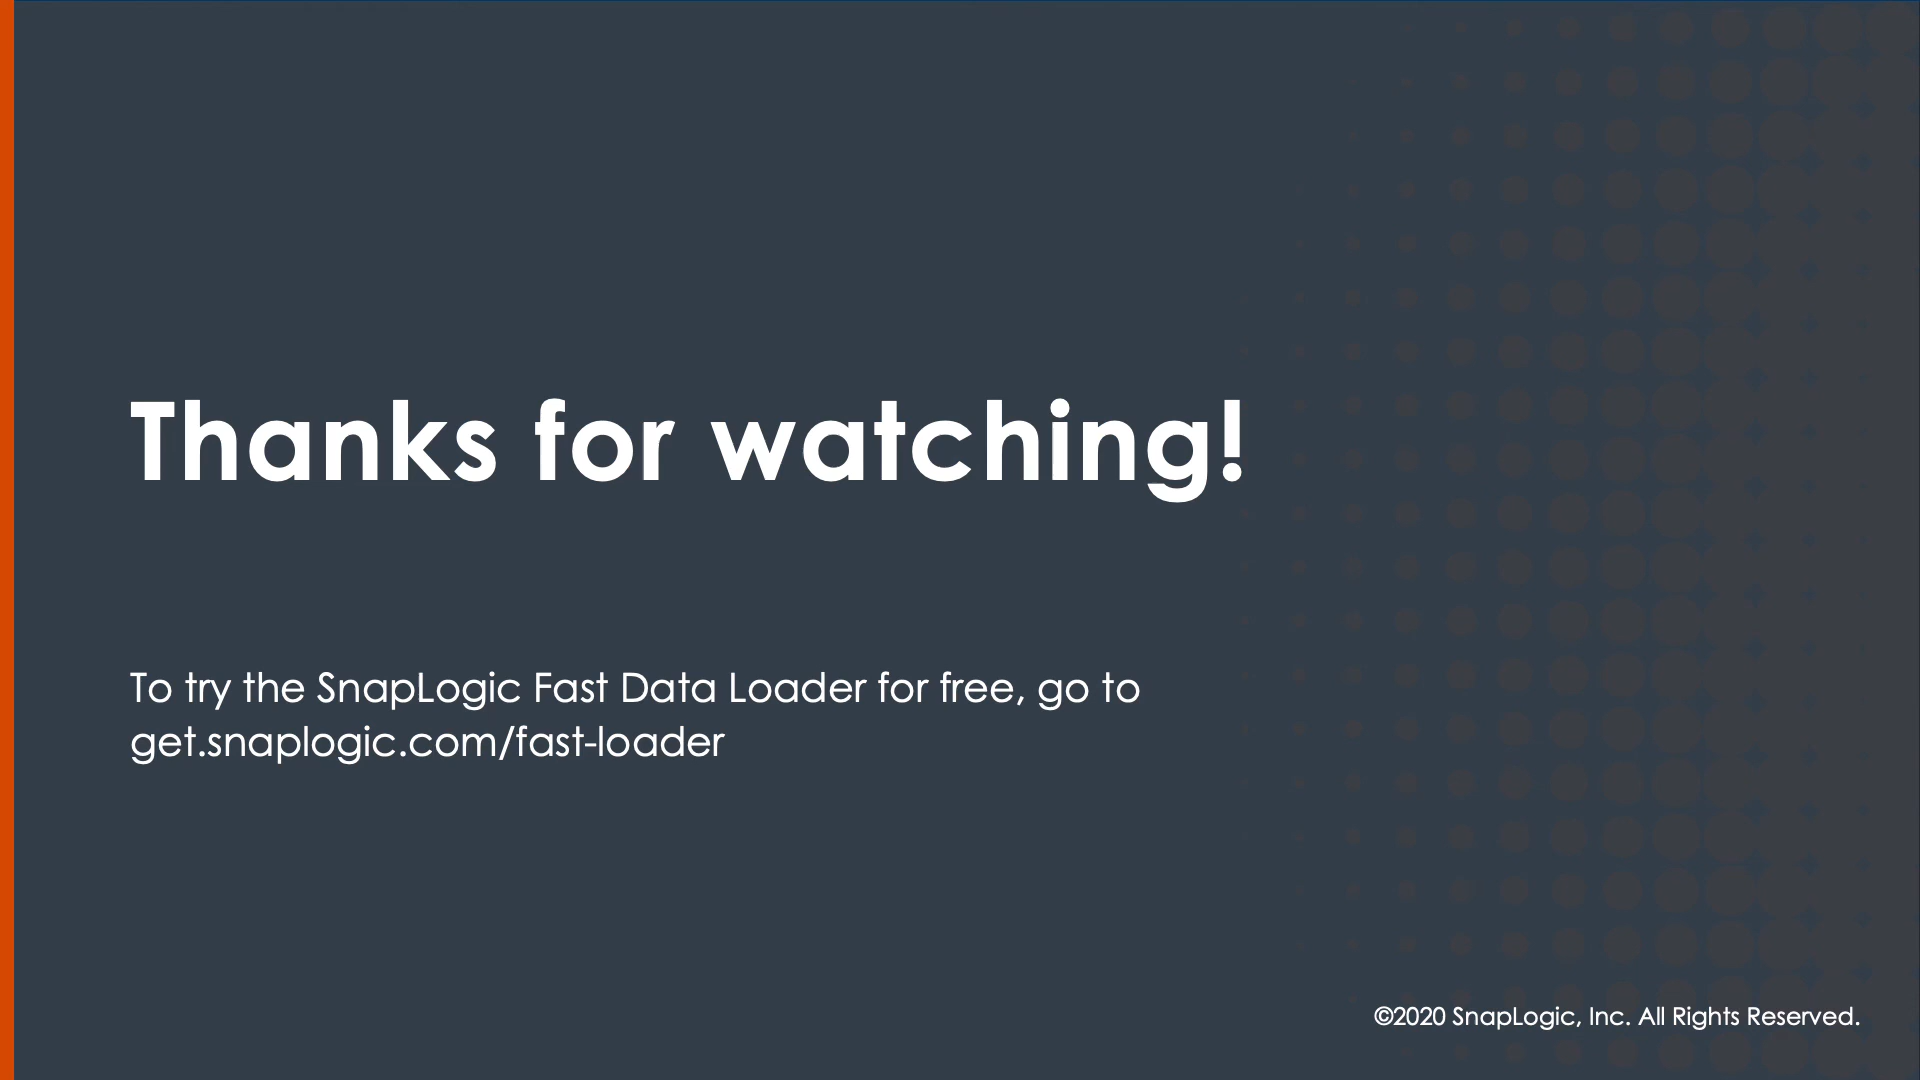 Thanks for watching!
To try the SnapLogic Fast Data Loader for free, go to
get.snaplogic.com/fast-loader
©2020 SnapLogic, Inc. All Rights Reserved.